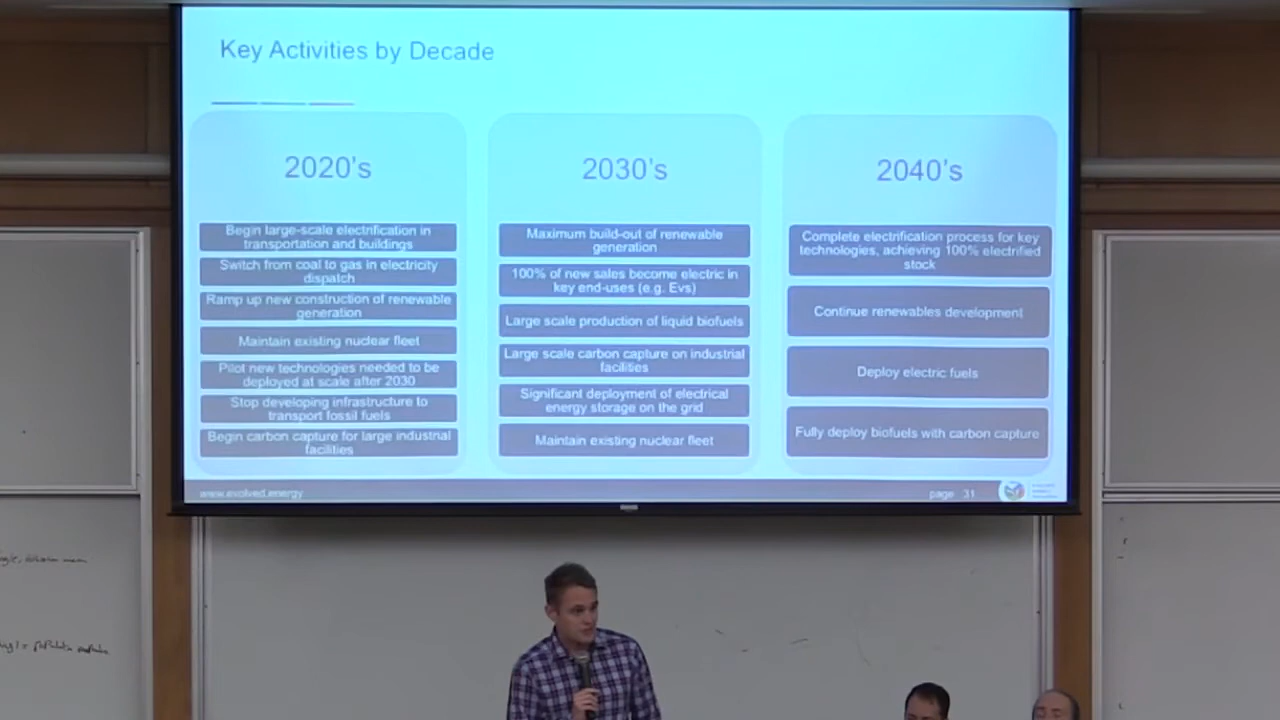 Key Activities by Decade
2020's
Begin large-scale electrification in
transportation and buildings
Switch from coal to gas in electricity
dispatch
Ramp up new construction of renewable
generation
Maintain existing nuclear fleet
Pilot new technologies needed to be
deployed at scale after 2030
Stop developing infrastructure to
transport fossil fuels
Begin carbon capture for large industrial
facilities
2030's
Maximum build-out of renewable
generation
100% of new sales become electric in
key end-uses (e.g. Evs)
Large scale production of liquid biofuels
Large scale carbon capture on industrial
facilities
Significant deployment of electrical
energy storage on the grid
Maintain existing nuclear fleet
2040's
Complete electrification process for key
technologies, achieving 100% electrified
stock
Continue renewables development
Deploy electric fuels
Fully deploy biofuels with carbon capture
www.evolved.energy
page 31